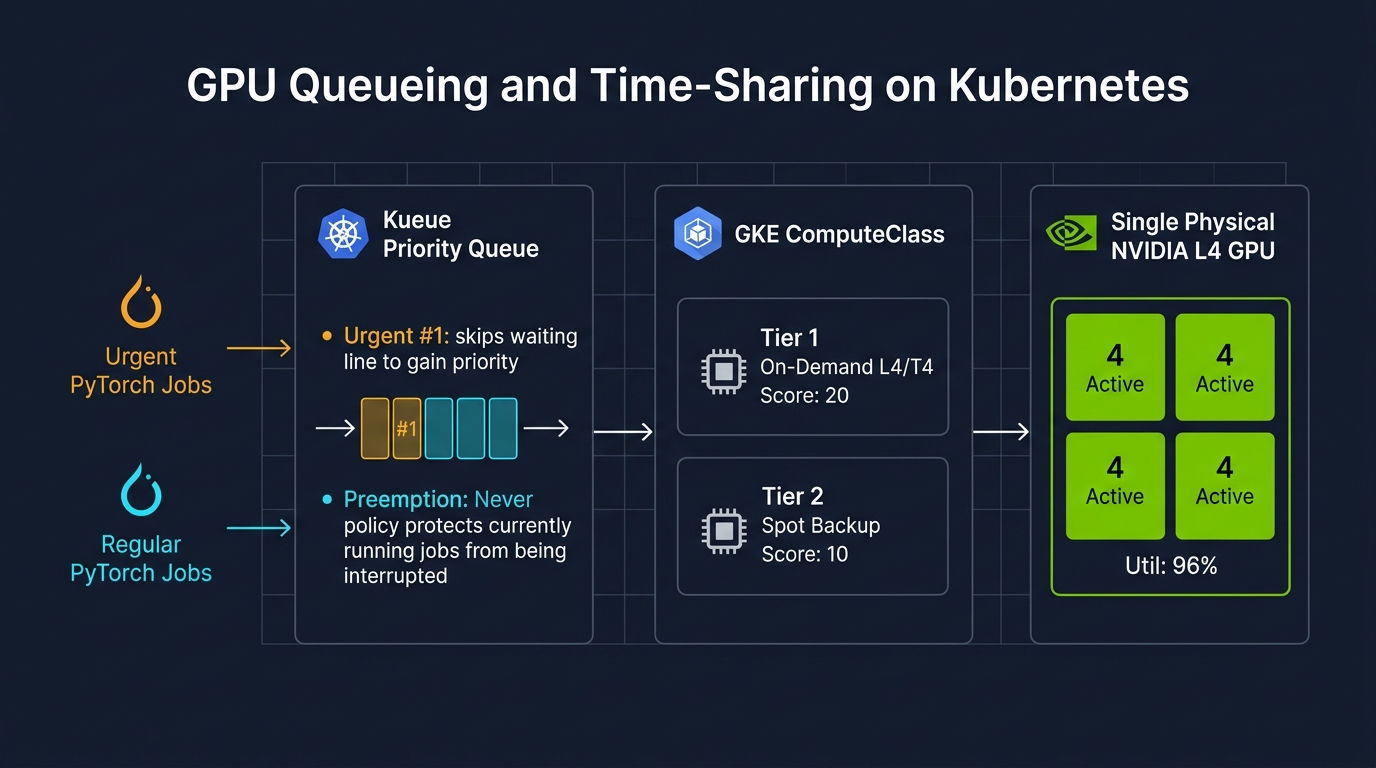 GPU Queueing and Time-Sharing on Kubernetes
Urgent
PyTorch Jobs
Regular
PyTorch Jobs
Kueue
Priority Queue
• Urgent #1: skips waiting
line to gain priority
#1
• Preemption: Never
policy protects currently
running jobs from being
interrupted
GKE ComputeClass
Tier 1
On-Demand L4/T4
Score: 20
Tier 2
Spot Backup
Score: 10
Single Physical
NVIDIA L4 GPU
4
Active
4
Active
4
Active
4
Active
Util: 96%